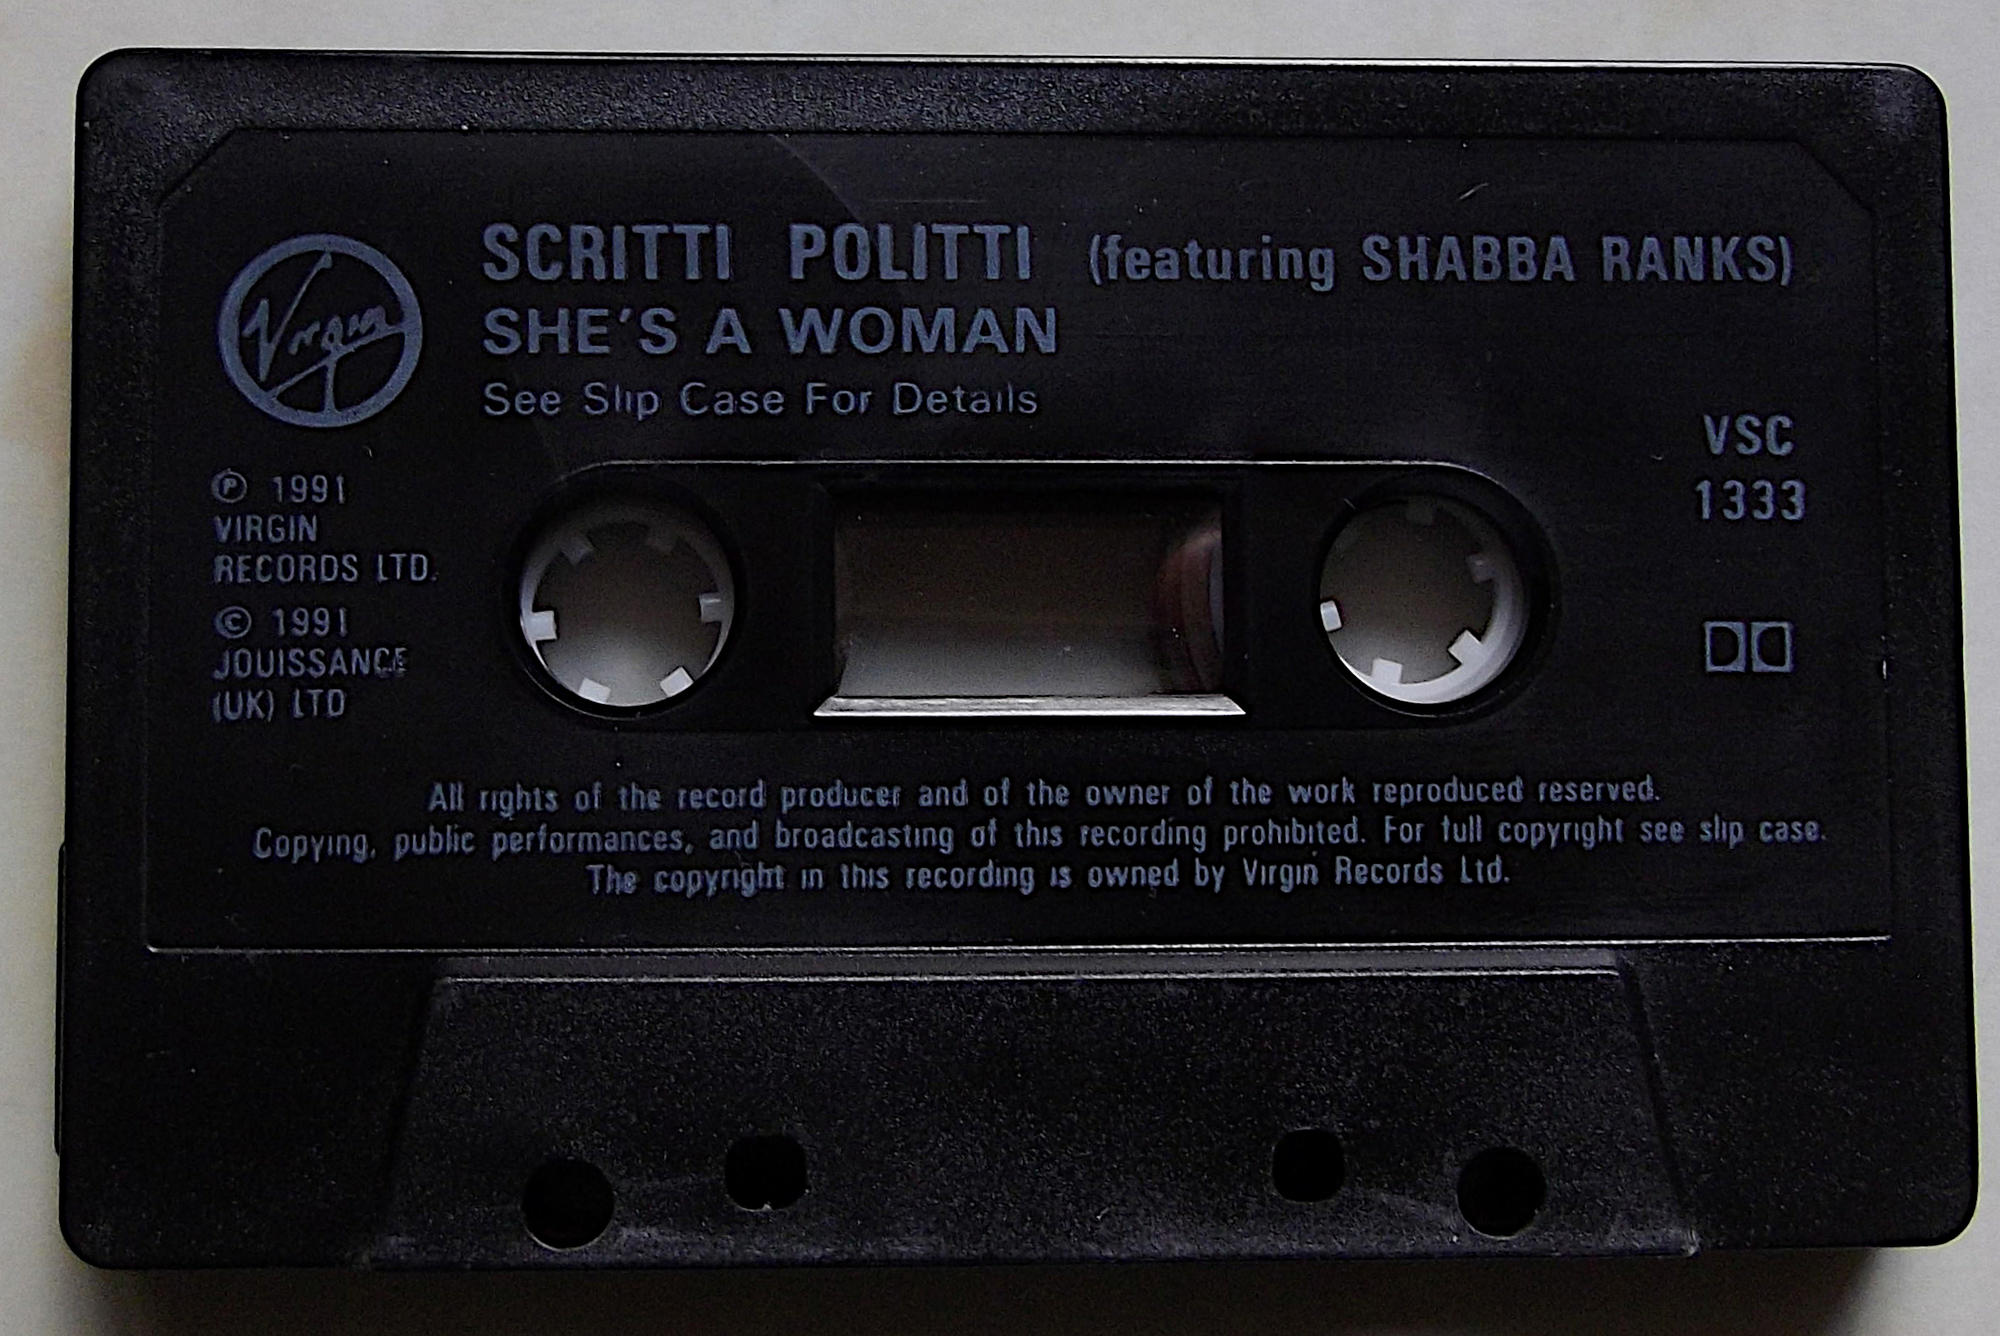 Virgin
SCRITTI POLITTI (featuring SHABBA RANKS)
SHE'S A WOMAN
See Slip Case For Details
VSC
1333
℗ 1991
VIRGIN
RECORDS LTD.
© 1991
JOUISSANCE
(UK) LTD
All rights of the record producer and of the owner of the work reproduced reserved.
Copying, public performances, and broadcasting of this recording prohibited. For full copyright see slip case.
The copyright in this recording is owned by Virgin Records Ltd.